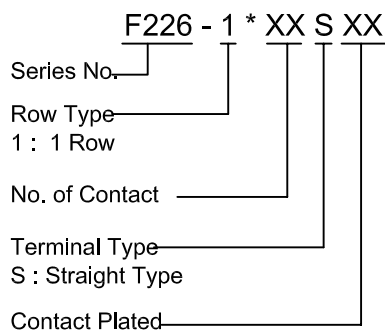 F226 - 1 * XX S XX
Series No.
Row Type
1 : 1 Row
No. of Contact
Terminal Type
S : Straight Type
Contact Plated